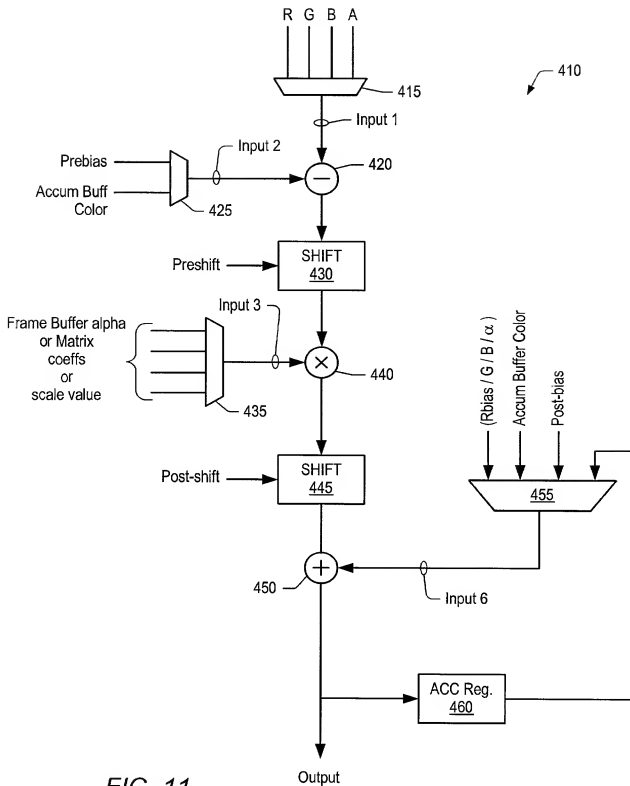 R G B A
415
410
Input 1
Input 2
420
Prebias
Accum Buff
Color
425
SHIFT
430
Preshift
Input 3
Frame Buffer alpha
or Matrix
coeffs
or
scale value
435
440
(Rbias / G / B / α)
Accum Buffer Color
Post-bias
SHIFT
445
Post-shift
455
450
Input 6
ACC Reg.
460
Output
FIG. 11